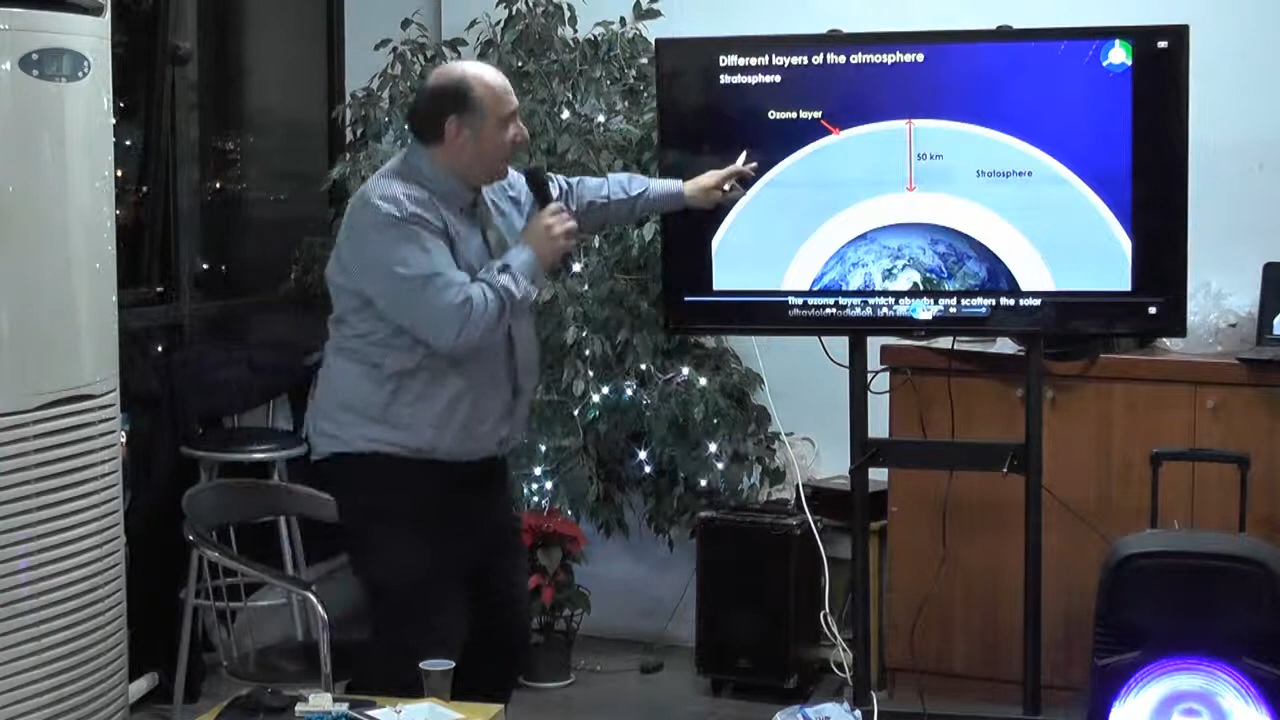 Different layers of the atmosphere
Stratosphere
Ozone layer
50 km
Stratosphere
The ozone layer, which absorbs and scatters the solar
ultraviolet radiation, is in